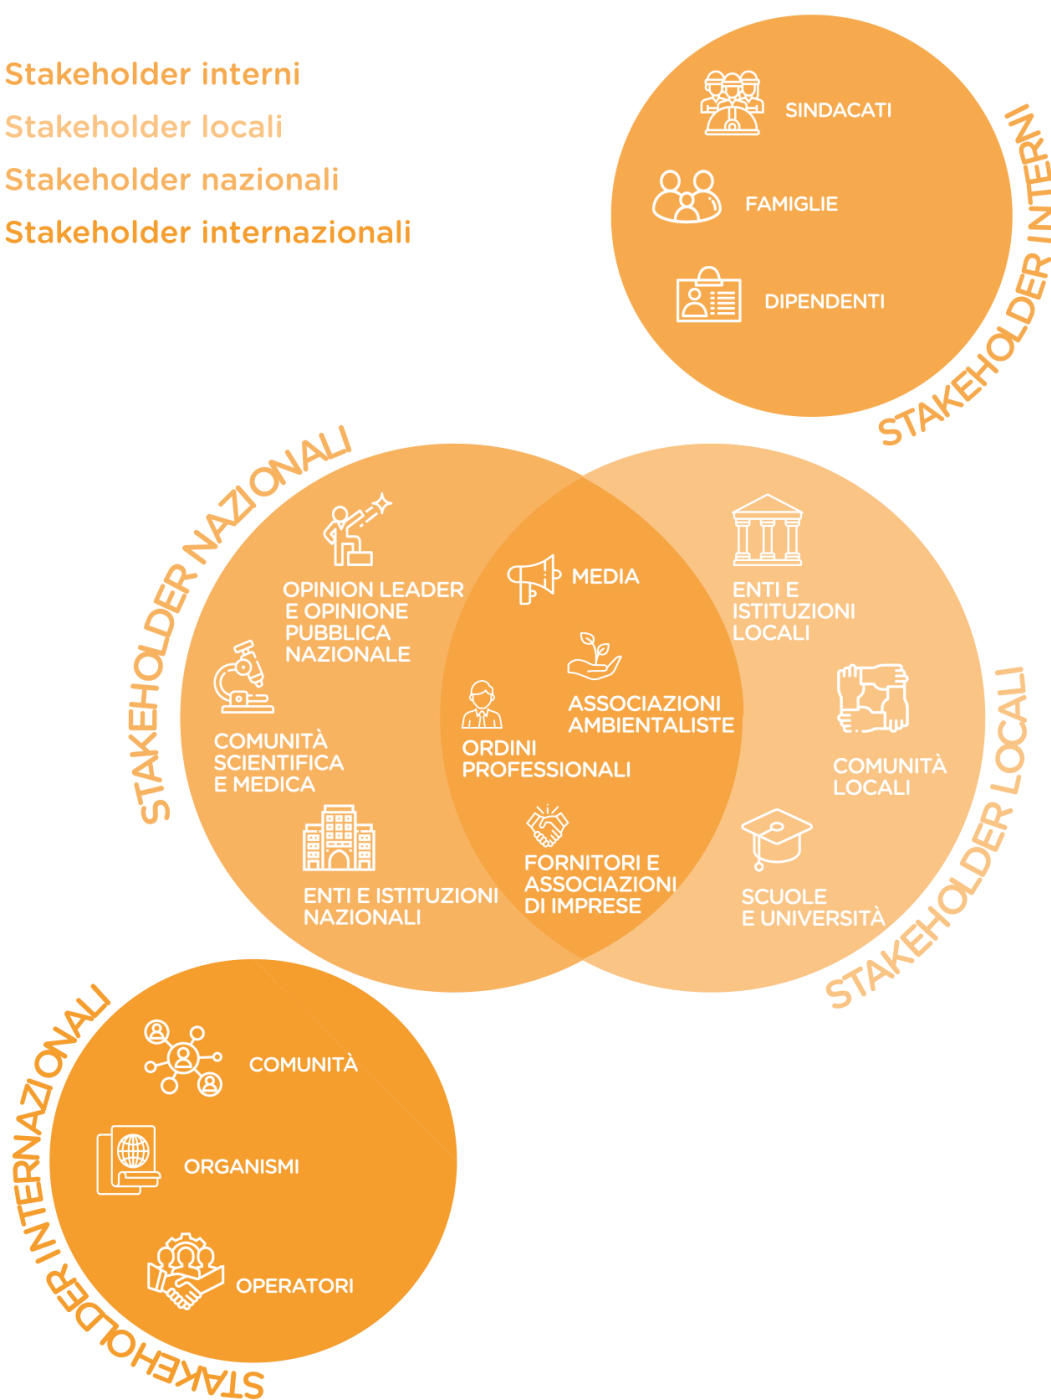 Stakeholder interni
Stakeholder locali
Stakeholder nazionali
Stakeholder internazionali
SINDACATI
FAMIGLIE
DIPENDENTI
STAKEHOLDER INTERNI
STAKEHOLDER NAZIONALI
OPINION LEADER
E OPINIONE
PUBBLICA
NAZIONALE
COMUNITÀ
SCIENTIFICA
E MEDICA
ENTI E ISTITUZIONI
NAZIONALI
MEDIA
ASSOCIAZIONI
AMBIENTALISTE
ORDINI
PROFESSIONALI
FORNITORI E
ASSOCIAZIONI
DI IMPRESE
ENTI E
ISTITUZIONI
LOCALI
COMUNITÀ
LOCALI
SCUOLE
E UNIVERSITÀ
STAKEHOLDER LOCALI
STAKEHOLDER INTERNAZIONALI
COMUNITÀ
ORGANISMI
OPERATORI